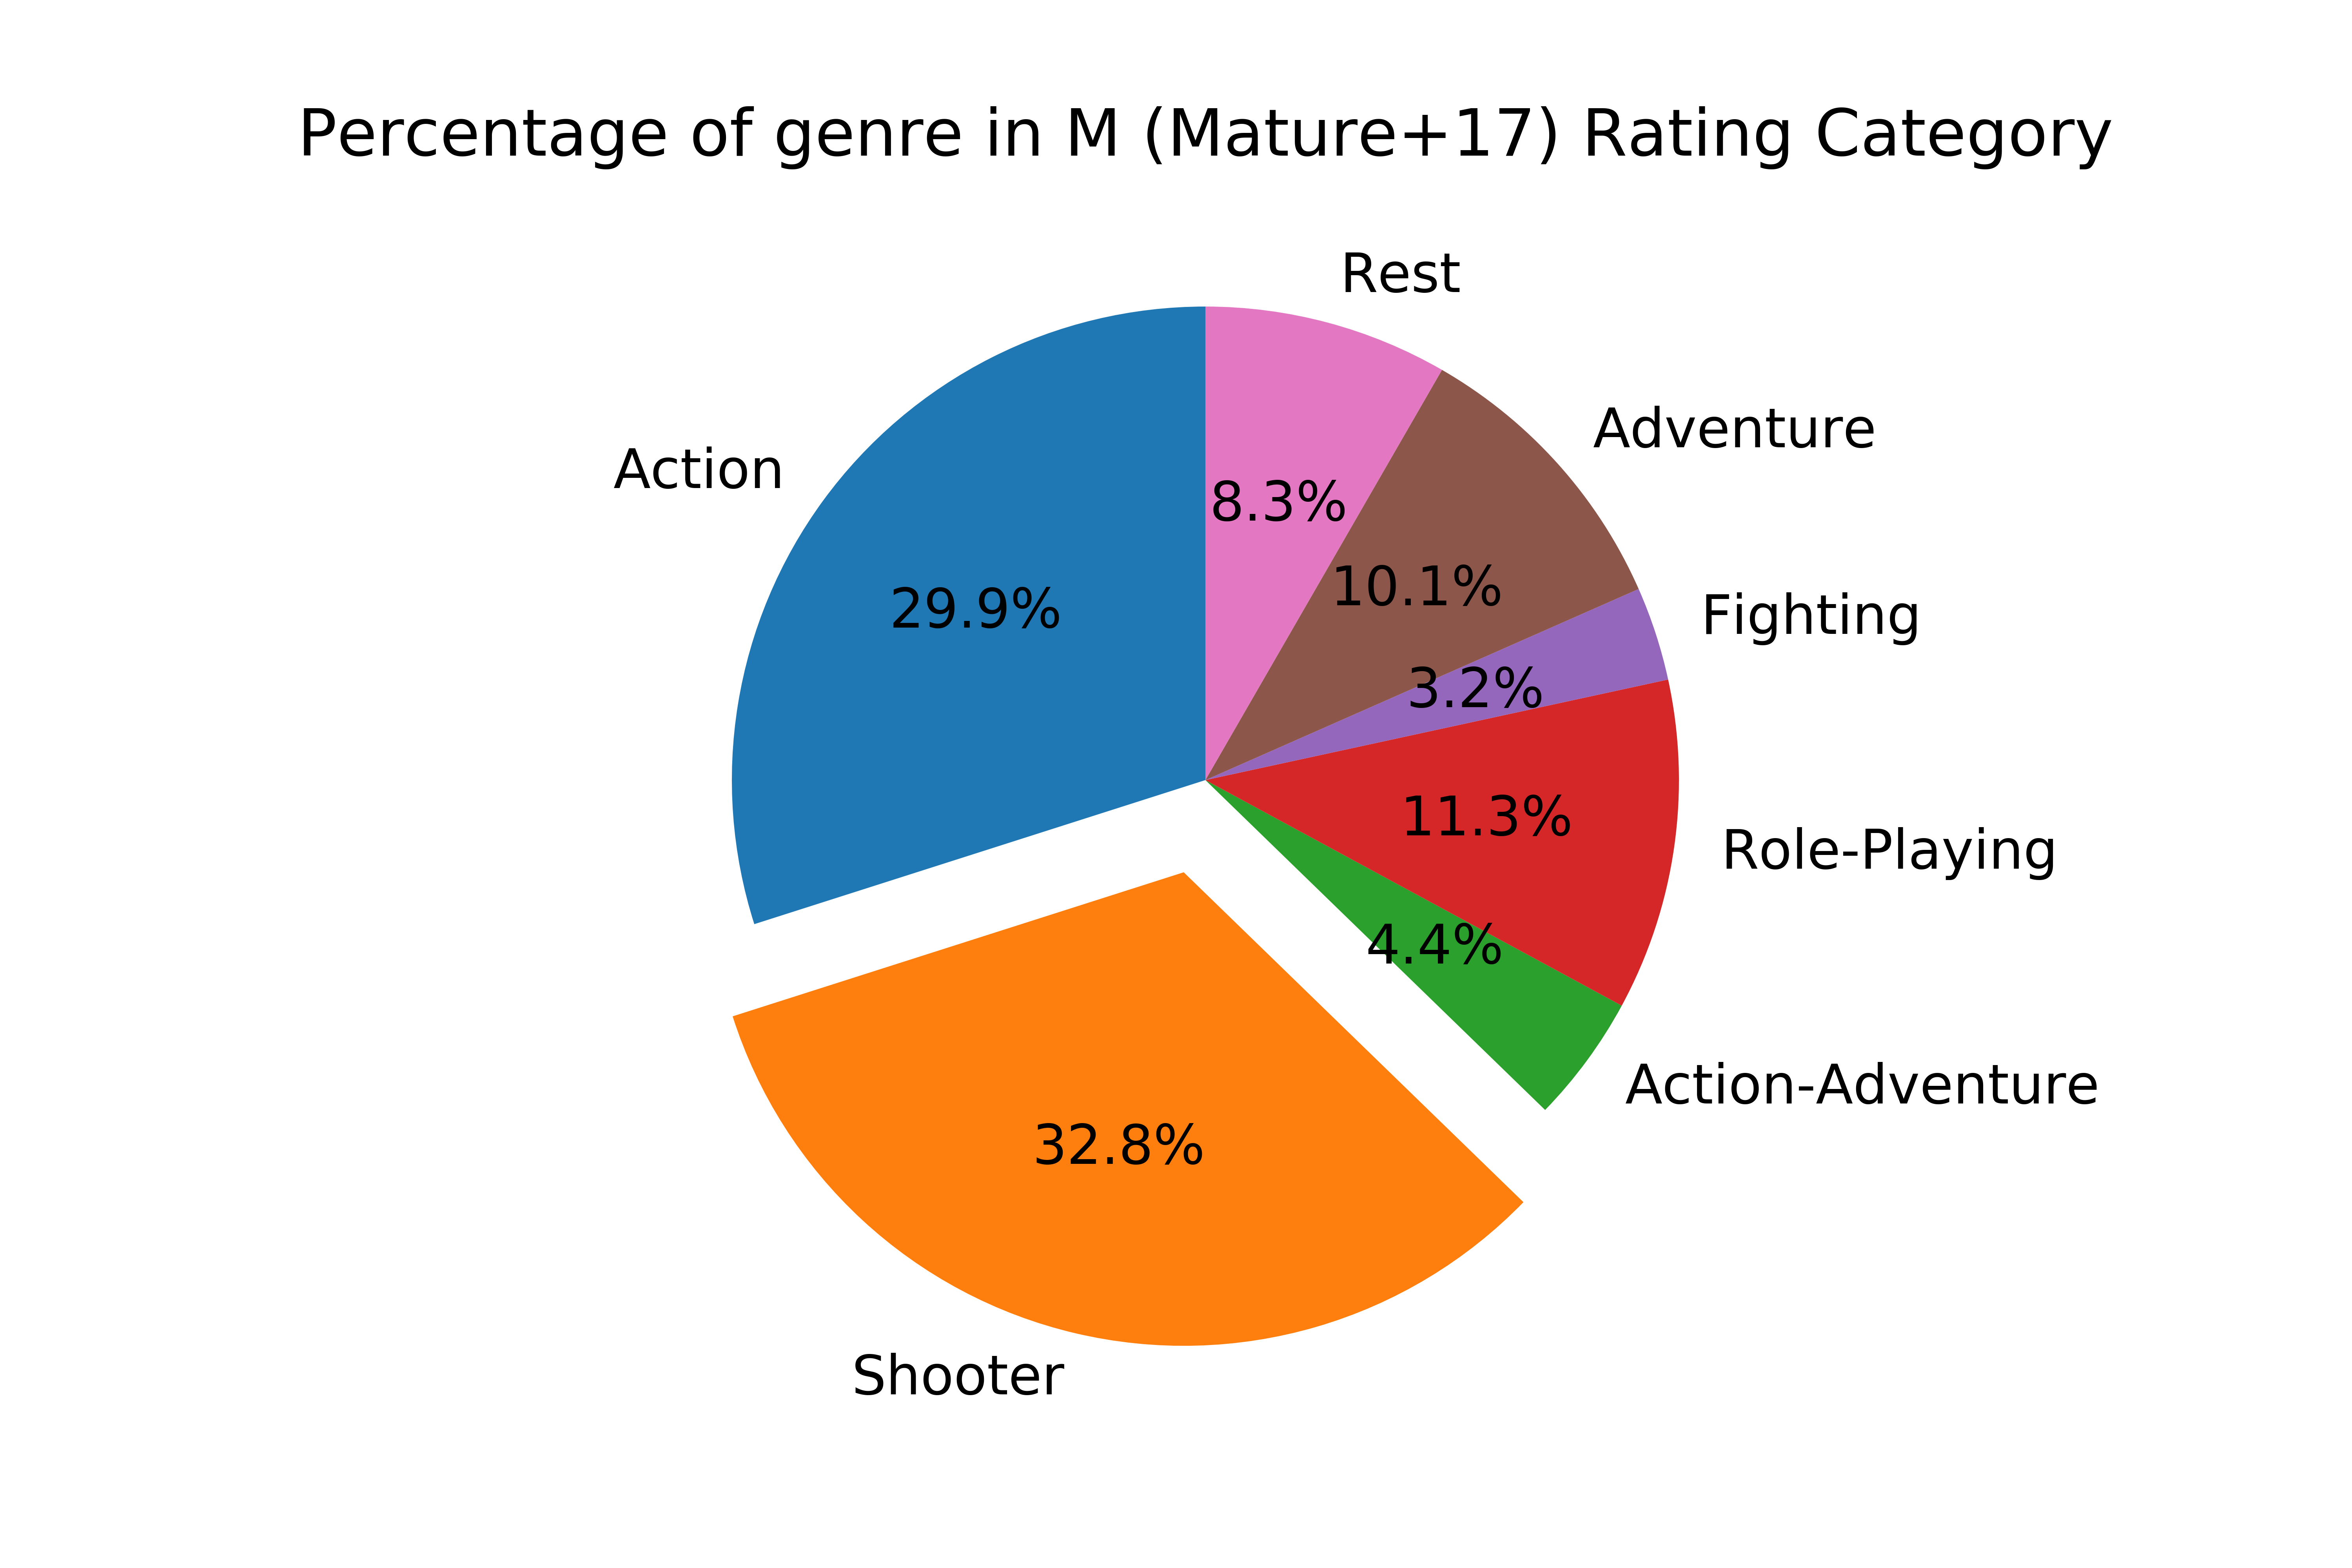 Percentage of genre in M (Mature+17) Rating Category
Rest
Adventure
Action
8.3%
10.1%
29.9%
Fighting
3.2%
11.3%
Role-Playing
4.4%
Action-Adventure
32.8%
Shooter